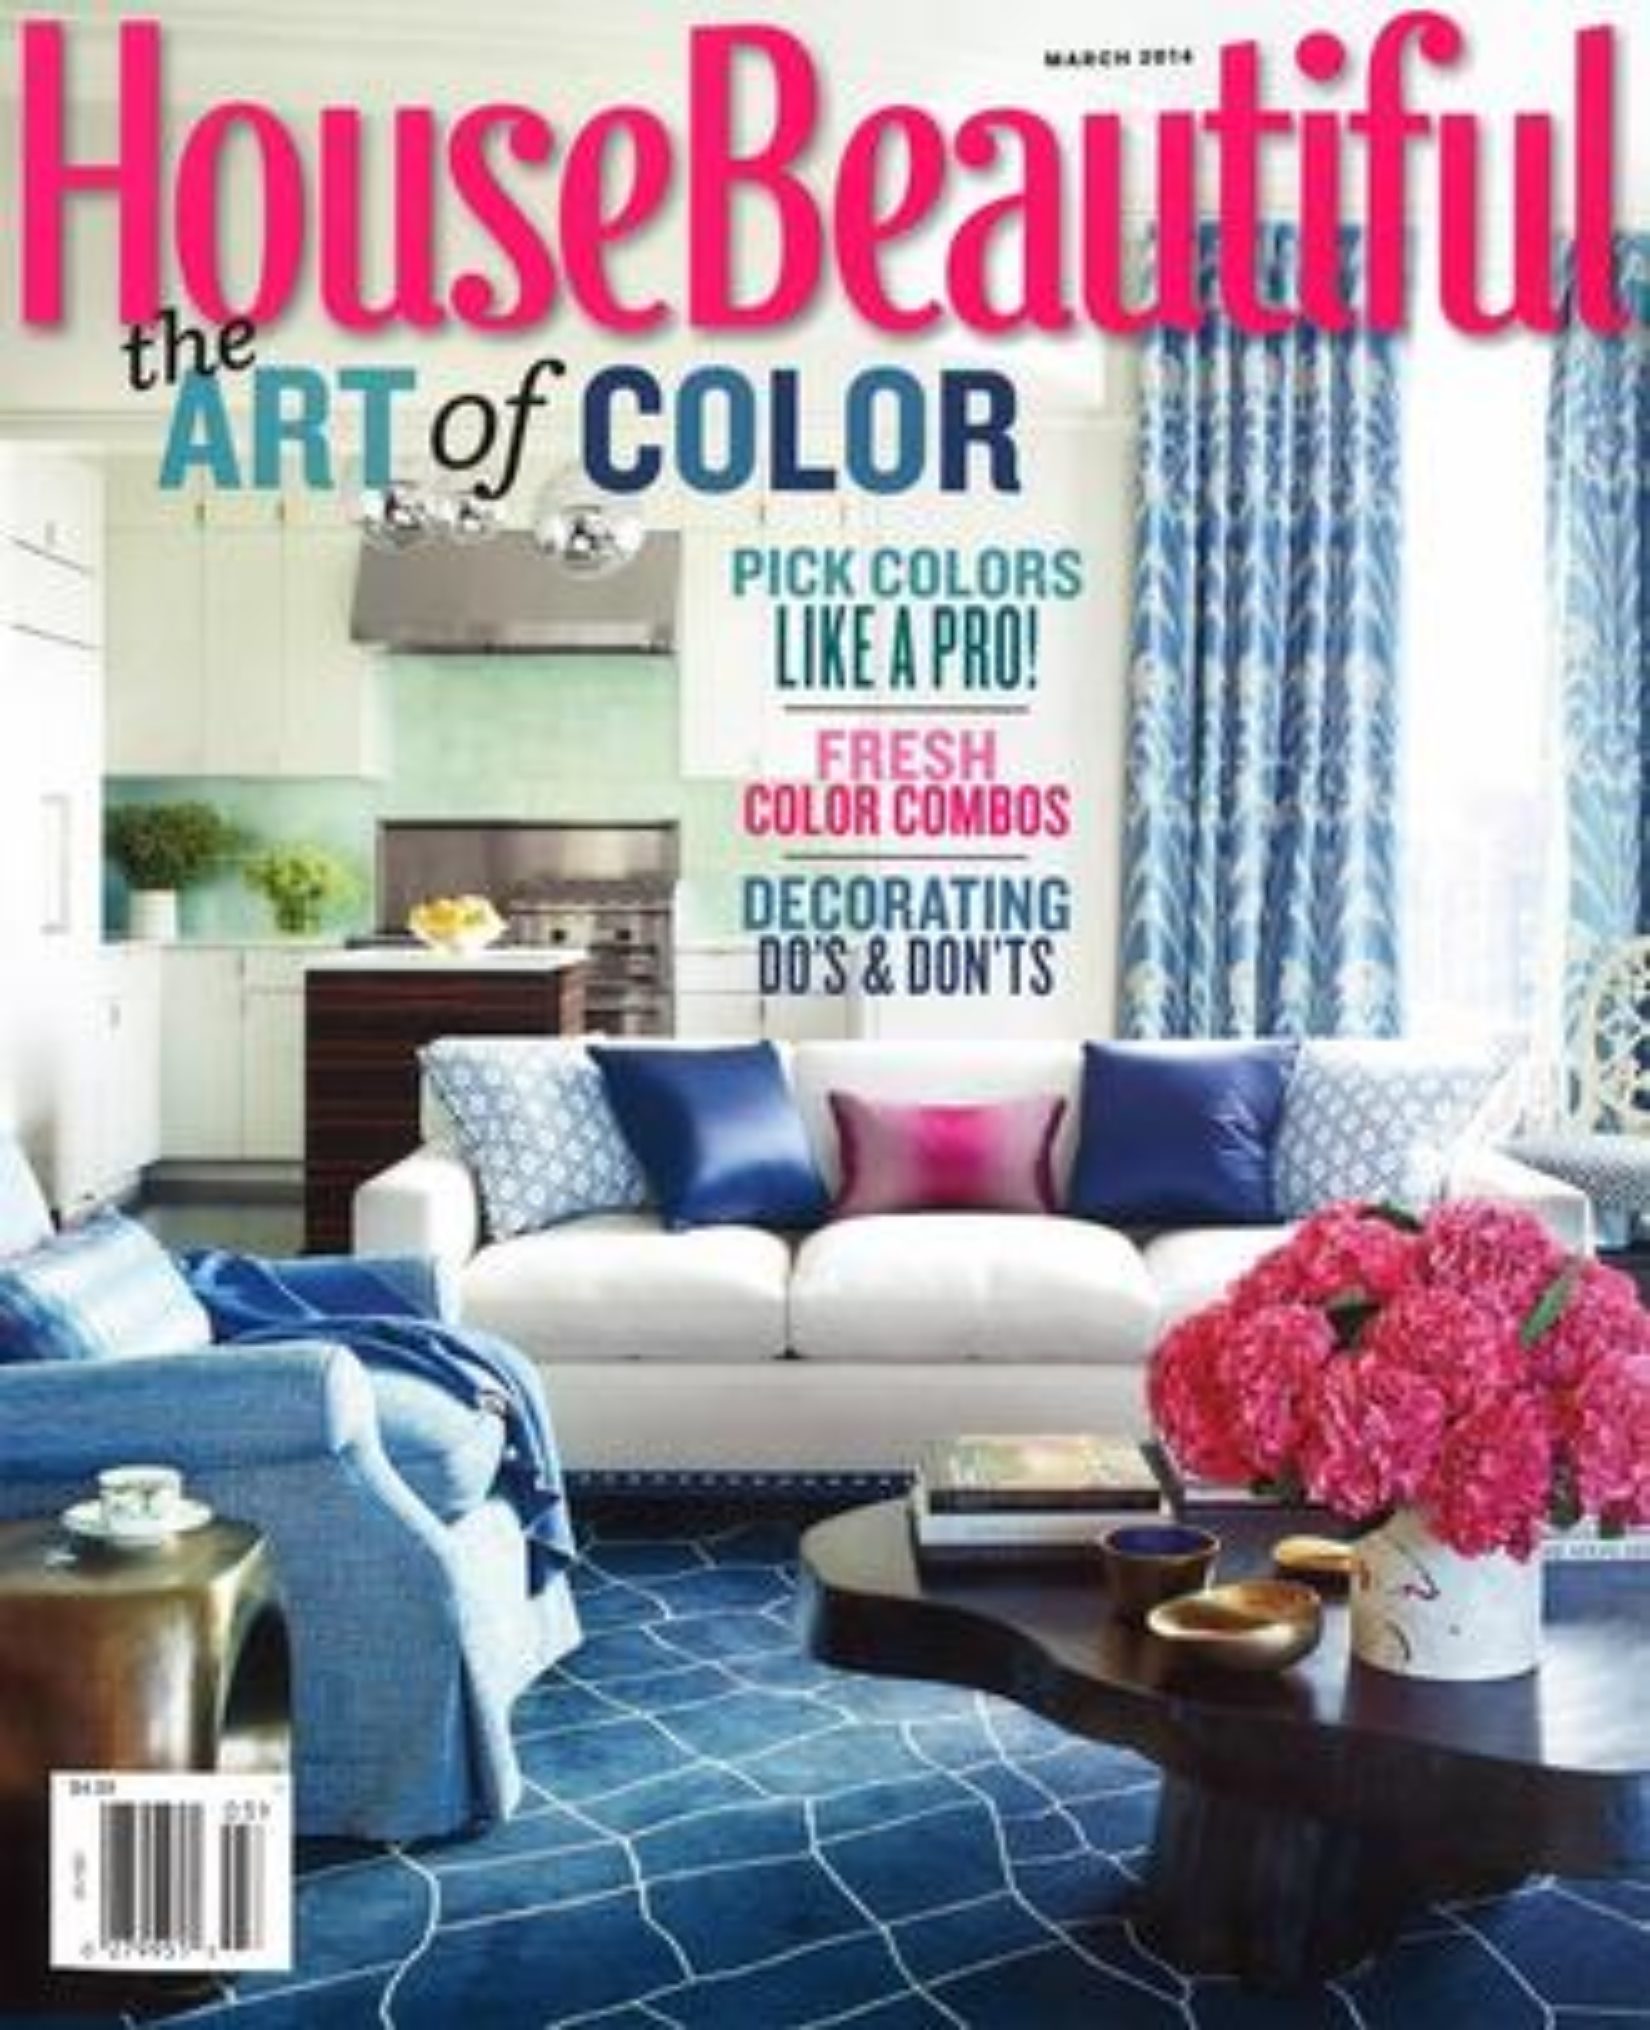 MARCH 2014
HouseBeautiful
the
ART of COLOR
PICK COLORS
LIKE A PRO!
FRESH
COLOR COMBOS
DECORATING
DO'S & DON'TS